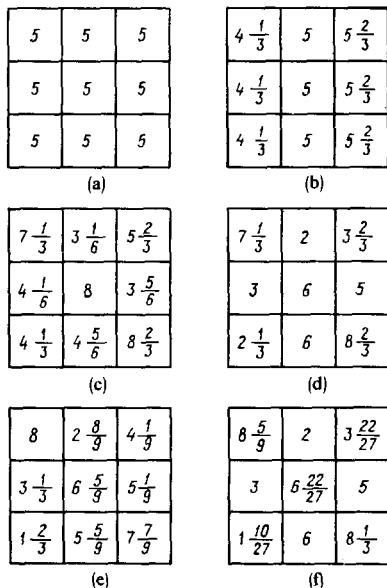 5 5 5 4 1/3 5 5 2/3
5 5 5 4 1/3 5 5 2/3
5 5 5 4 1/3 5 5 2/3
(a) (b)
7 1/3 3 1/6 5 2/3 7 1/3 2 3 2/3
4 1/6 8 3 5/6 3 6 5
4 1/3 4 5/6 8 2/3 2 1/3 6 8 2/3
(c) (d)
8 2 8/9 4 1/9 8 5/9 2 3 22/27
3 1/3 6 5/9 5 1/9 3 6 22/27 5
1 2/3 5 5/9 7 7/9 1 10/27 6 8 1/3
(e) (f)